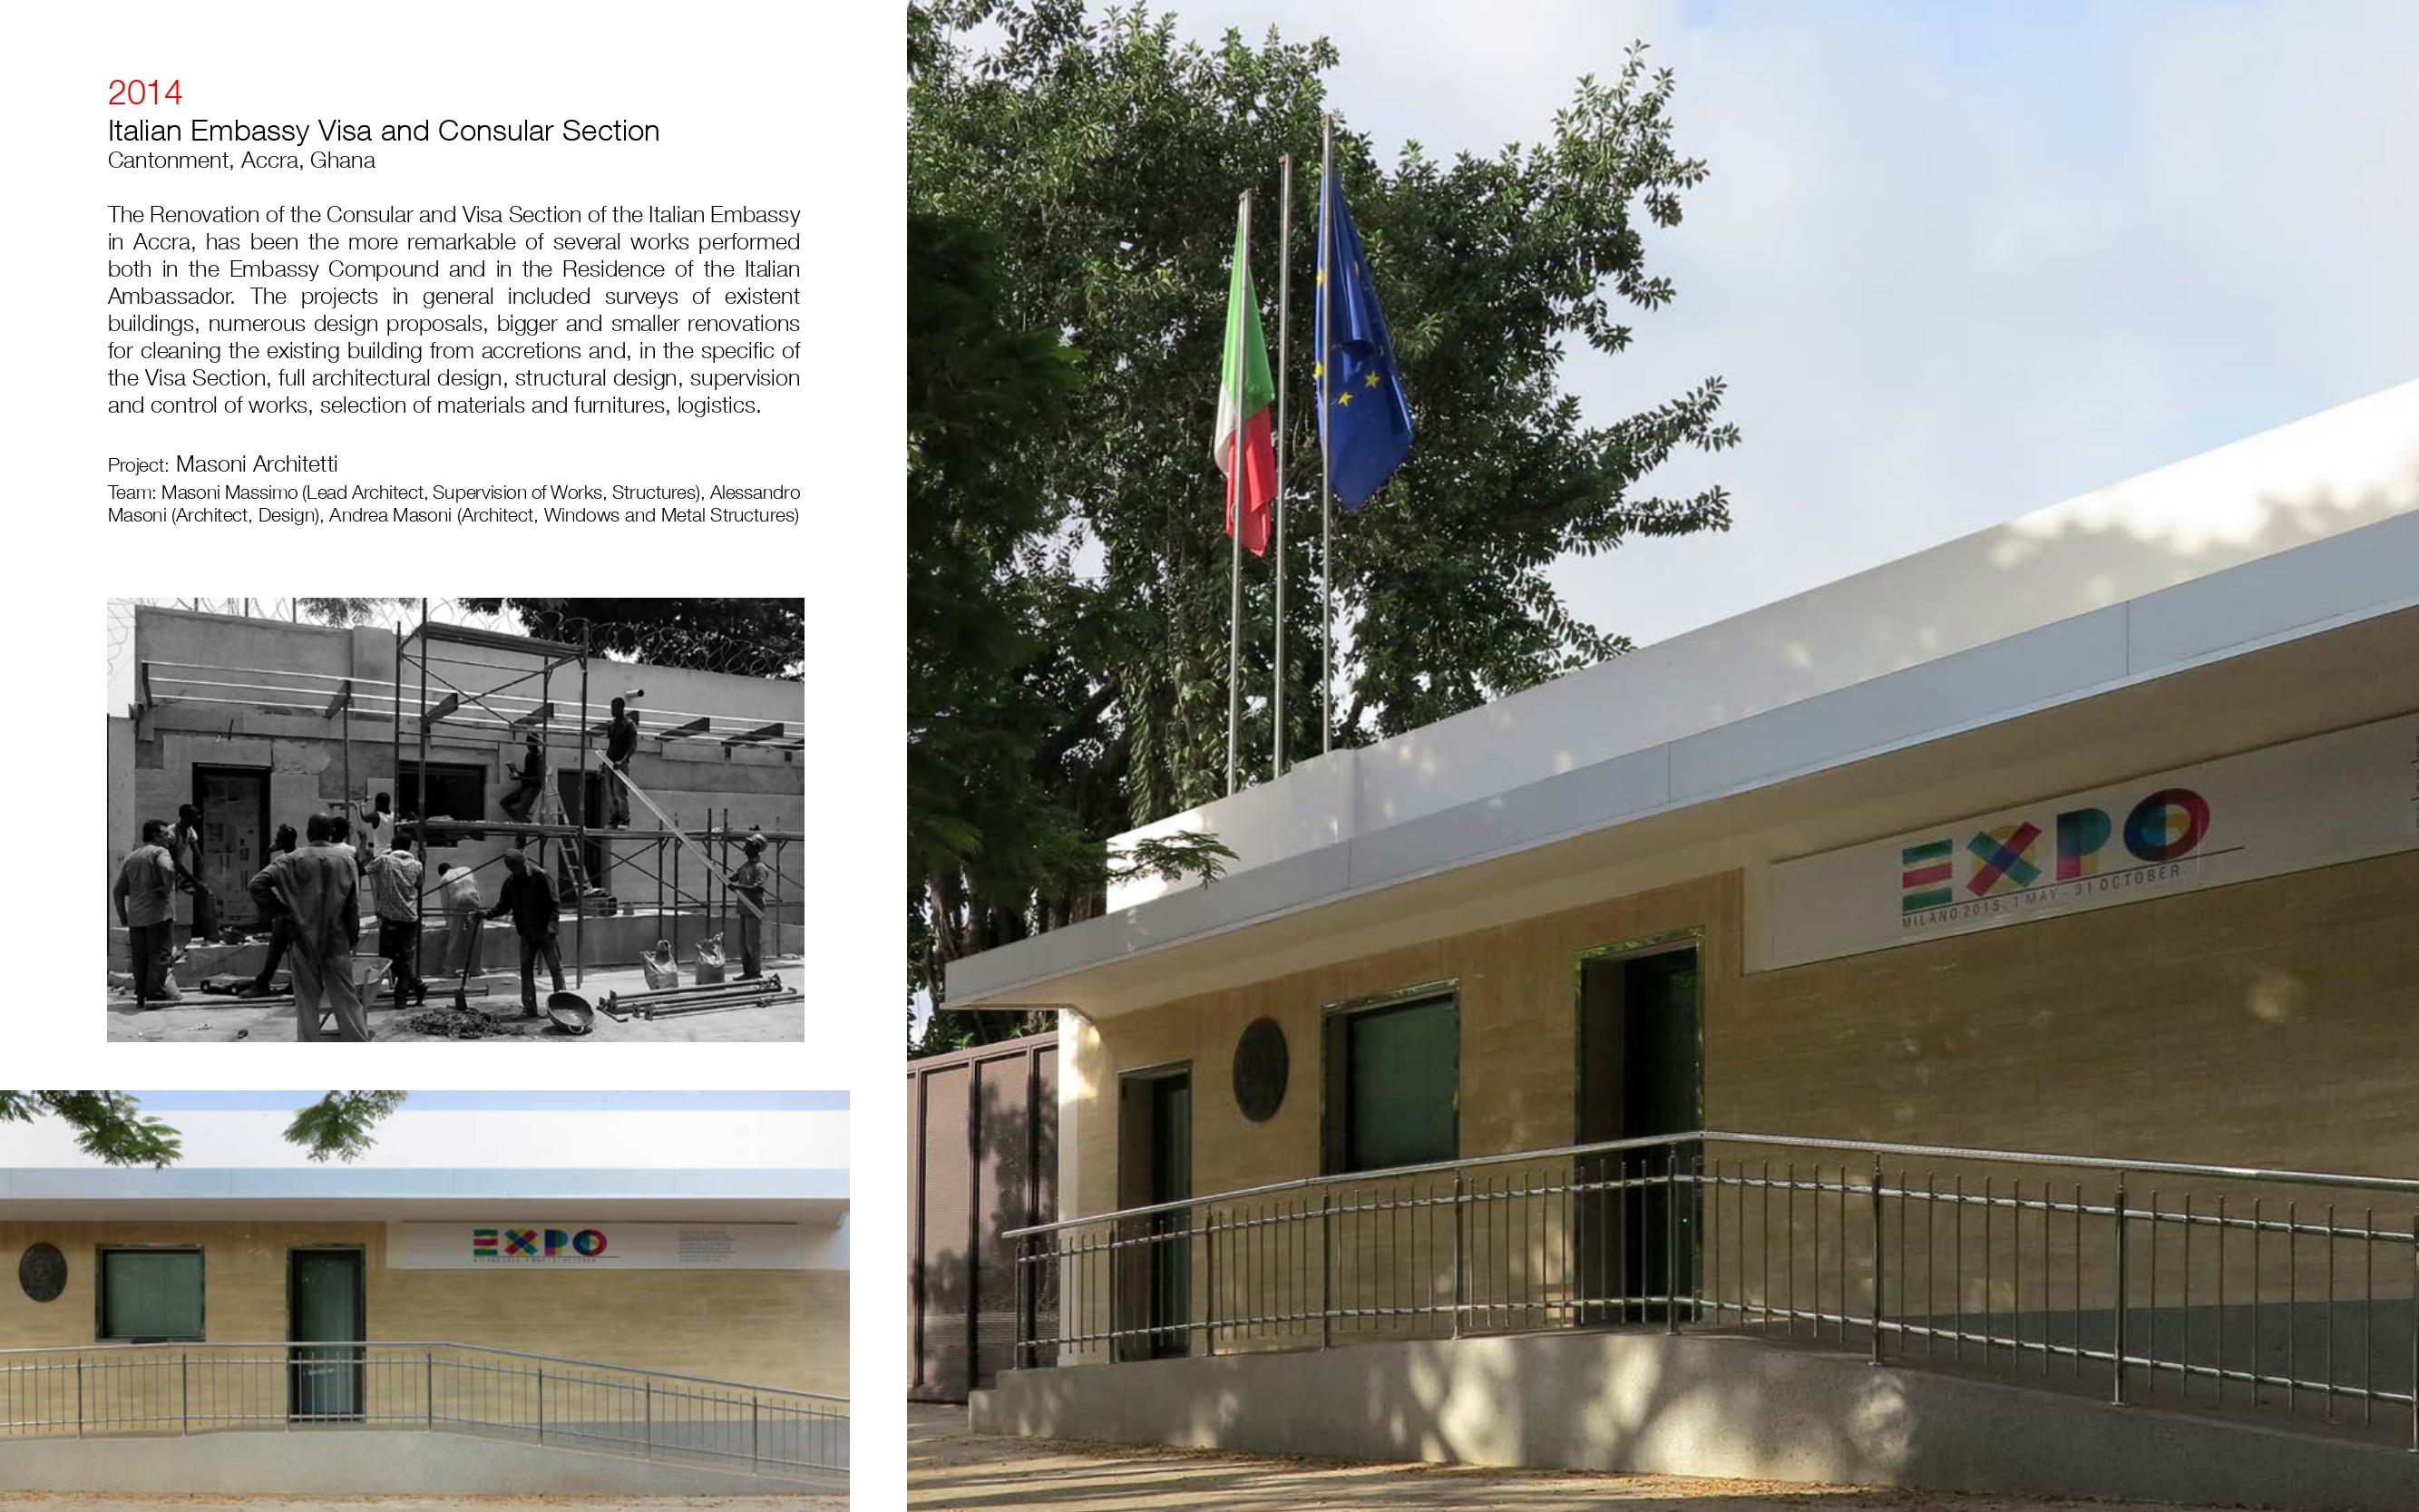 2014
Italian Embassy Visa and Consular Section
Cantonment, Accra, Ghana
The Renovation of the Consular and Visa Section of the Italian Embassy
in Accra, has been the more remarkable of several works performed
both in the Embassy Compound and in the Residence of the Italian
Ambassador. The projects in general included surveys of existent
buildings, numerous design proposals, bigger and smaller renovations
for cleaning the existing building from accretions and, in the specific of
the Visa Section, full architectural design, structural design, supervision
and control of works, selection of materials and furnitures, logistics.
Project: Masoni Architetti
Team: Masoni Massimo (Lead Architect, Supervision of Works, Structures), Alessandro
Masoni (Architect, Design), Andrea Masoni (Architect, Windows and Metal Structures)
EXPO
MILANO 2015. 1 MAY - 31 OCTOBER
EXPO
MILANO 2015. 1 MAY - 31 OCTOBER